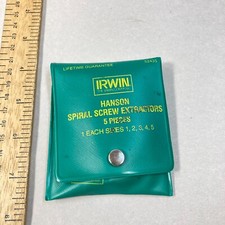 LIFETIME GUARANTEE
IRWIN
HANSON
SPIRAL SCREW EXTRACTORS
5 PIECES
1 EACH SIZES 1, 2, 3, 4, 5